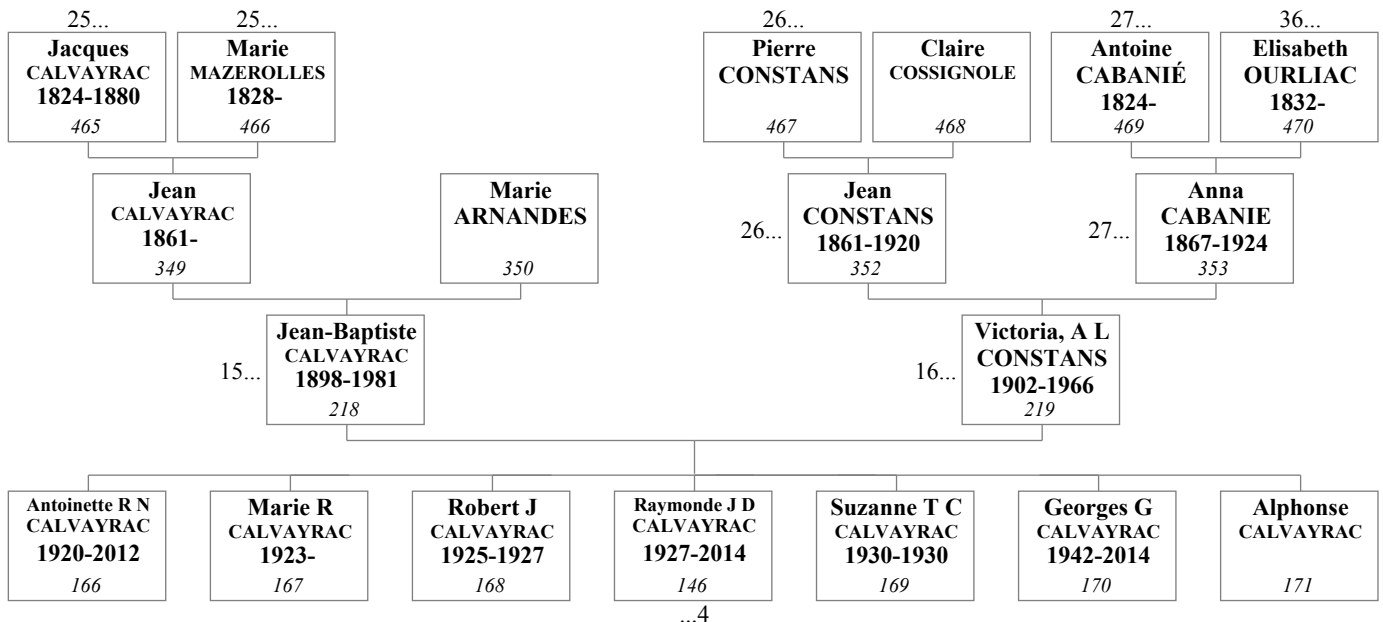 25...
25...
26...
27...
36...
Jacques
CALVAYRAC
1824-1880
465
Marie
MAZEROLLES
1828-
466
Pierre
CONSTANS
467
Claire
COSSIGNOLE
468
Antoine
CABANIÉ
1824-
469
Elisabeth
OURLIAC
1832-
470
Jean
CALVAYRAC
1861-
349
Marie
ARNANDES
350
26...
Jean
CONSTANS
1861-1920
352
27...
Anna
CABANIE
1867-1924
353
15...
Jean-Baptiste
CALVAYRAC
1898-1981
218
16...
Victoria, A L
CONSTANS
1902-1966
219
Antoinette R N
CALVAYRAC
1920-2012
166
Marie R
CALVAYRAC
1923-
167
Robert J
CALVAYRAC
1925-1927
168
Raymonde J D
CALVAYRAC
1927-2014
146
Suzanne T C
CALVAYRAC
1930-1930
169
Georges G
CALVAYRAC
1942-2014
170
Alphonse
CALVAYRAC
171
...4